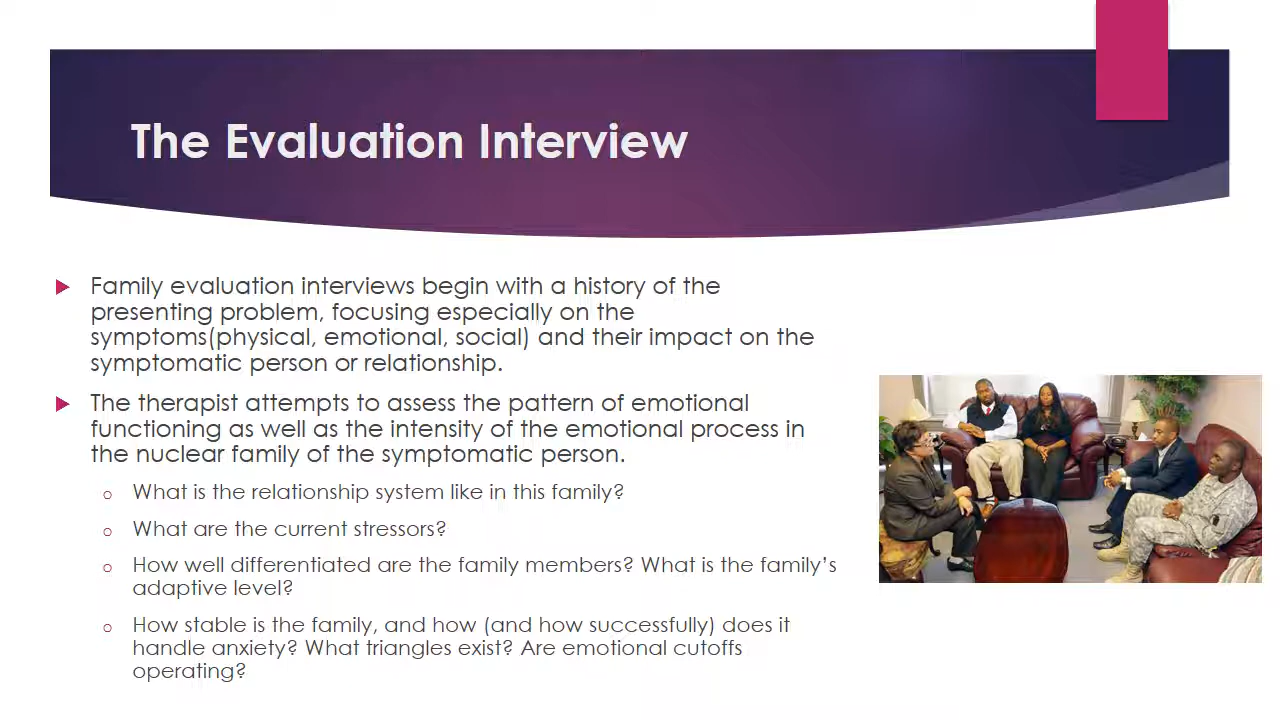 The Evaluation Interview
Family evaluation interviews begin with a history of the
presenting problem, focusing especially on the
symptoms(physical, emotional, social) and their impact on the
symptomatic person or relationship.
The therapist attempts to assess the pattern of emotional
functioning as well as the intensity of the emotional process in
the nuclear family of the symptomatic person.
What is the relationship system like in this family?
What are the current stressors?
How well differentiated are the family members? What is the family's
adaptive level?
How stable is the family, and how (and how successfully) does it
handle anxiety? What triangles exist? Are emotional cutoffs
operating?